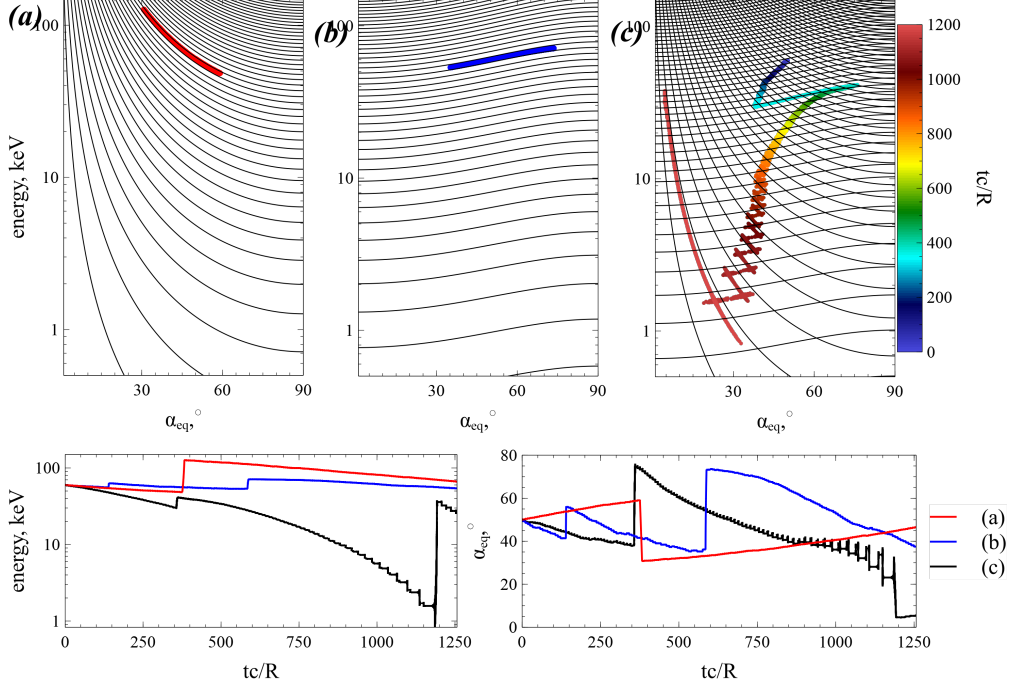 (a) (b) (c)
100 100 100 1200
1000
10 10 10 800
600
400
1 1 1 200
0
energy, keV
tc/R
30 60 90 30 60 90 30 60 90
αeq,° αeq,° αeq,°
100 80
60
10 40
20
1 0
energy, keV
αeq,°
0 250 500 750 1000 1250 0 250 500 750 1000 1250
tc/R tc/R
(a)
(b)
(c)